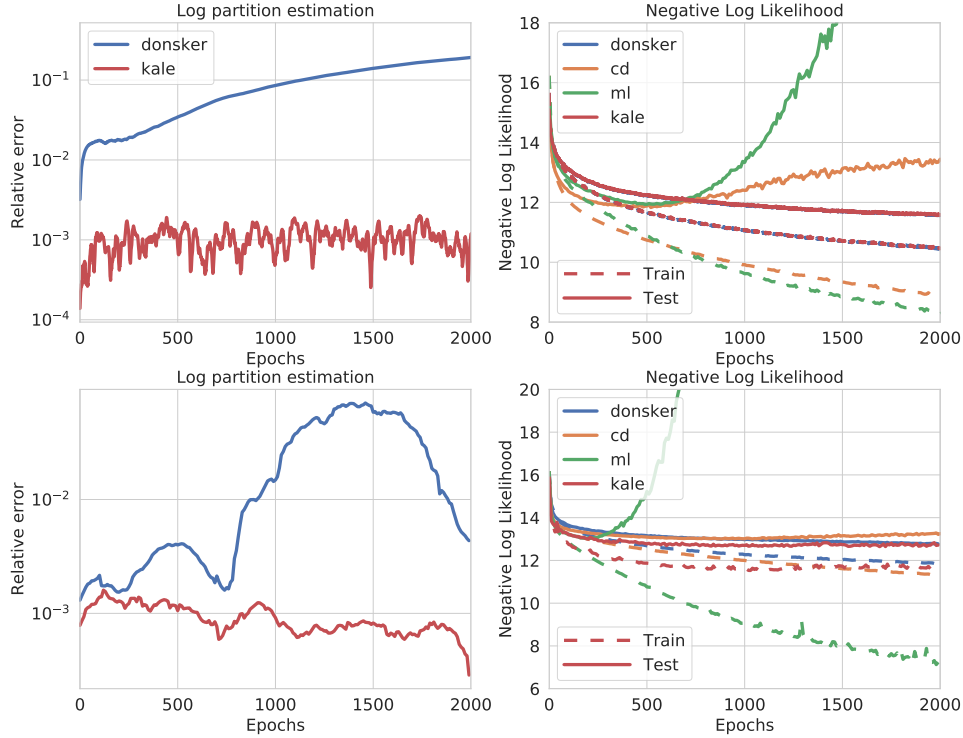 Log partition estimation
donsker
kale
Relative error
10⁻¹
10⁻²
10⁻³
10⁻⁴
0 500 1000 1500 2000
Epochs
Negative Log Likelihood
donsker
cd
ml
kale
Train
Test
Negative Log Likelihood
18
16
14
12
10
8
0 500 1000 1500 2000
Epochs
Log partition estimation
Relative error
10⁻²
10⁻³
0 500 1000 1500 2000
Epochs
Negative Log Likelihood
donsker
cd
ml
kale
Train
Test
Negative Log Likelihood
20
18
16
14
12
10
8
6
0 500 1000 1500 2000
Epochs